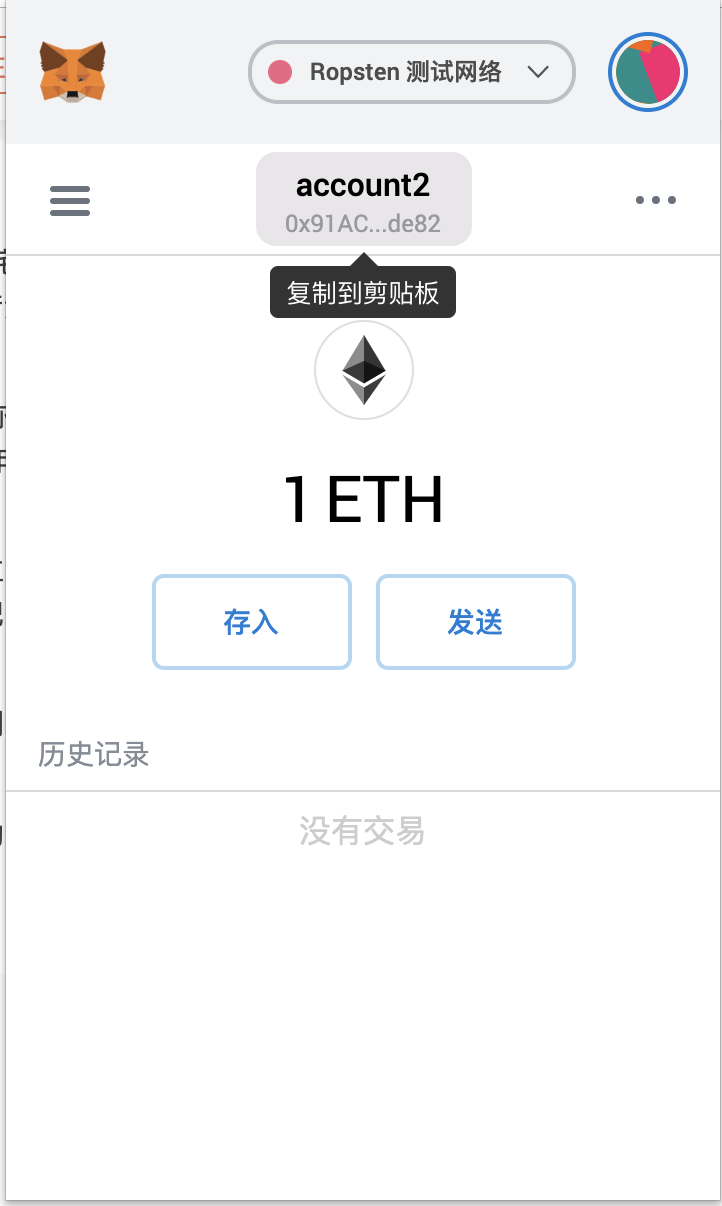 Ropsten 测试网络
account2
0x91AC...de82
复制到剪贴板
1 ETH
存入
发送
历史记录
没有交易